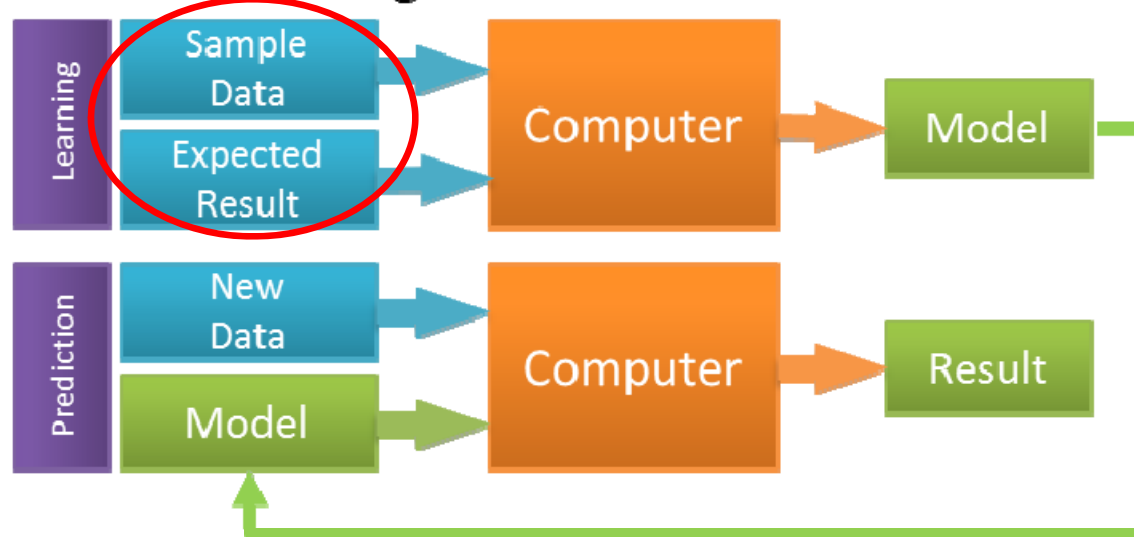 Learning
Sample
Data
Expected
Result
Computer
Model
Prediction
New
Data
Model
Computer
Result